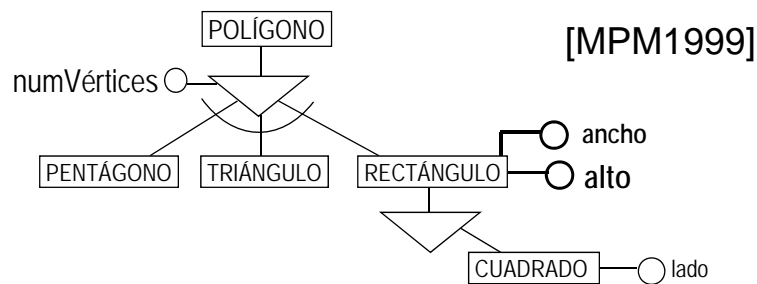 POLÍGONO
[MPM1999]
numVértices
ancho
PENTÁGONO
TRIÁNGULO
RECTÁNGULO
alto
CUADRADO
lado